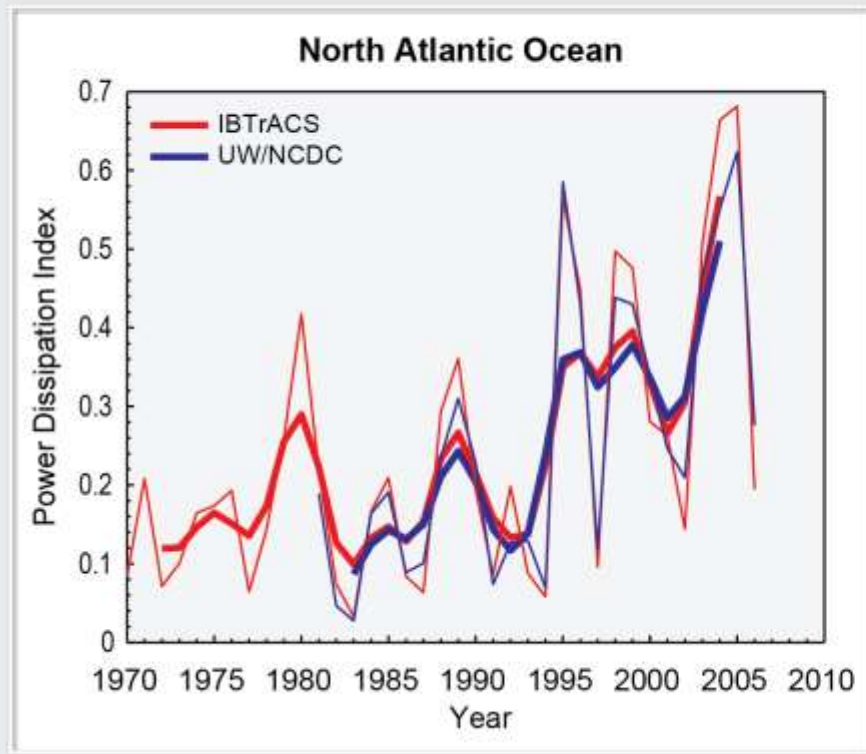 North Atlantic Ocean
IBTrACS
UW/NCDC
Power Dissipation Index
0.7
0.6
0.5
0.4
0.3
0.2
0.1
0
1970 1975 1980 1985 1990 1995 2000 2005 2010
Year